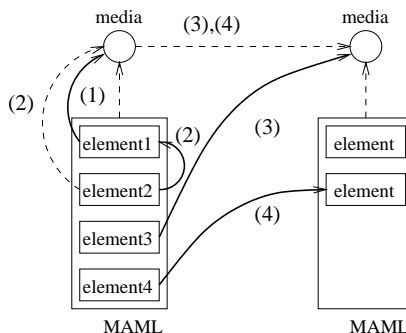 media
media
(3),(4)
(2)
(1)
element1
(2)
element2
element3
element4
(3)
(4)
element
element
MAML
MAML